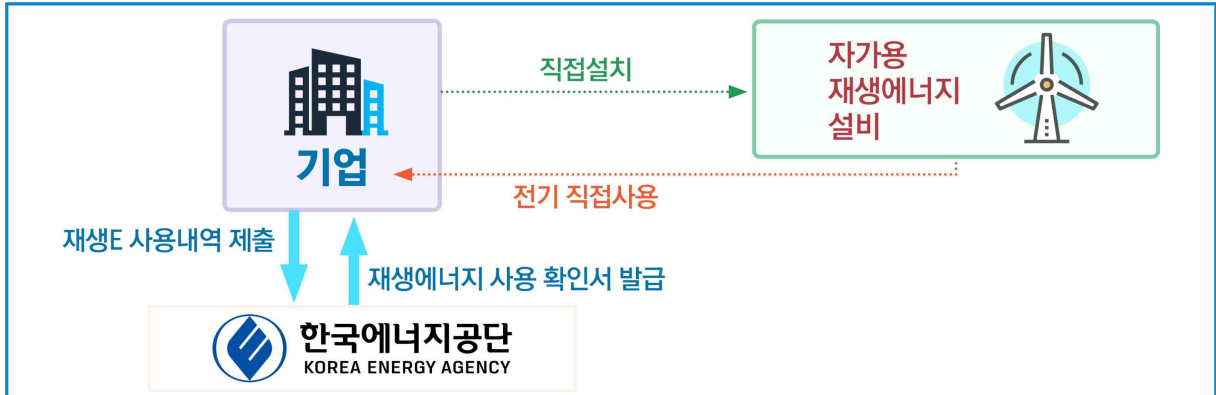 기업
직접설치
자가용
재생에너지
설비
전기 직접사용
재생E 사용내역 제출
재생에너지 사용 확인서 발급
한국에너지공단
KOREA ENERGY AGENCY